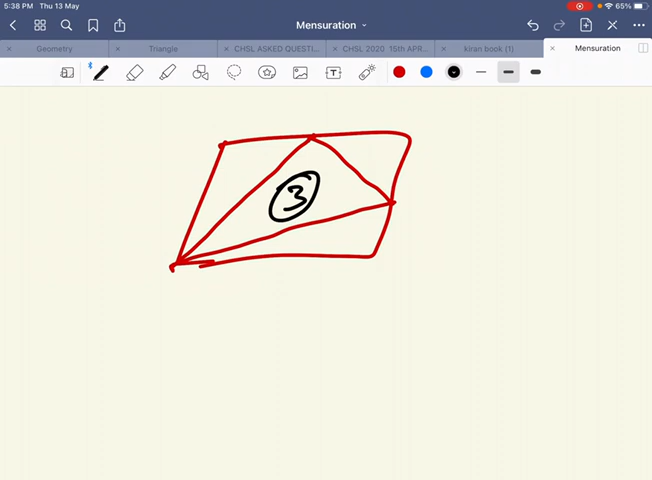 5:38 PM Thu 13 May
65%
Mensuration
Geometry
Triangle
CHSL ASKED QUESTI...
CHSL 2020 15th APR...
kiran book (1)
Mensuration
T
3